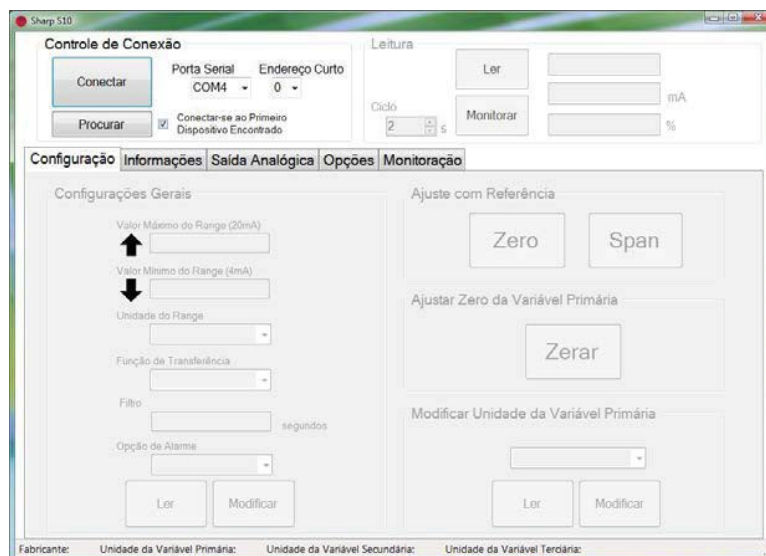 Sharp S10
Controle de Conexão
Conectar
Porta Serial
COM4
Endereço Curto
0
Procurar
Conectar-se ao Primeiro
Dispositivo Encontrado
Leitura
Ler
Ciclo
2
s
Monitorar
mA
%
Configuração
Informações
Saída Analógica
Opções
Monitoração
Configurações Gerais
Valor Máximo do Range (20mA)
Valor Mínimo do Range (4mA)
Unidade do Range
Função de Transferência
Filtro
segundos
Opção de Alarme
Ler
Modificar
Ajuste com Referência
Zero
Span
Ajustar Zero da Variável Primária
Zerar
Modificar Unidade da Variável Primária
Ler
Modificar
Fabricante:
Unidade da Variável Primária:
Unidade da Variável Secundária:
Unidade da Variável Terciária: